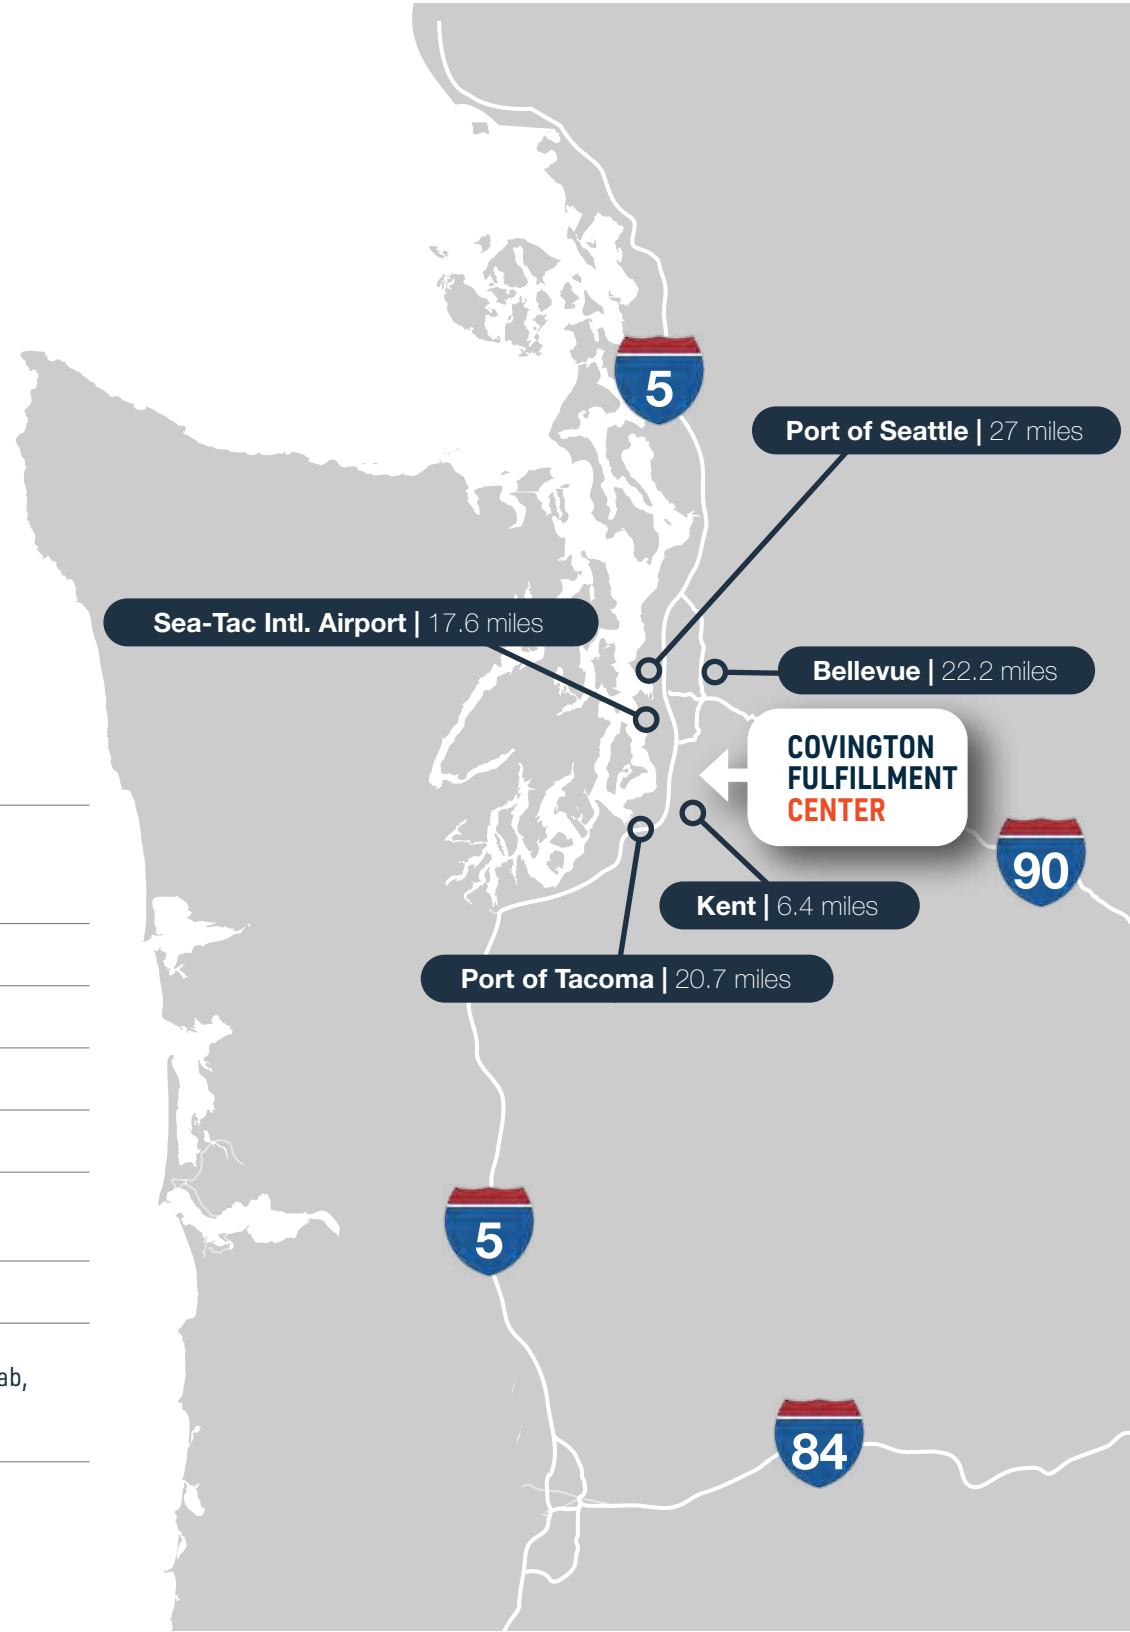 5
Port of Seattle | 27 miles
Sea-Tac Intl. Airport | 17.6 miles
Bellevue | 22.2 miles
COVINGTON
FULFILLMENT
CENTER
90
Kent | 6.4 miles
Port of Tacoma | 20.7 miles
5
ab,
84